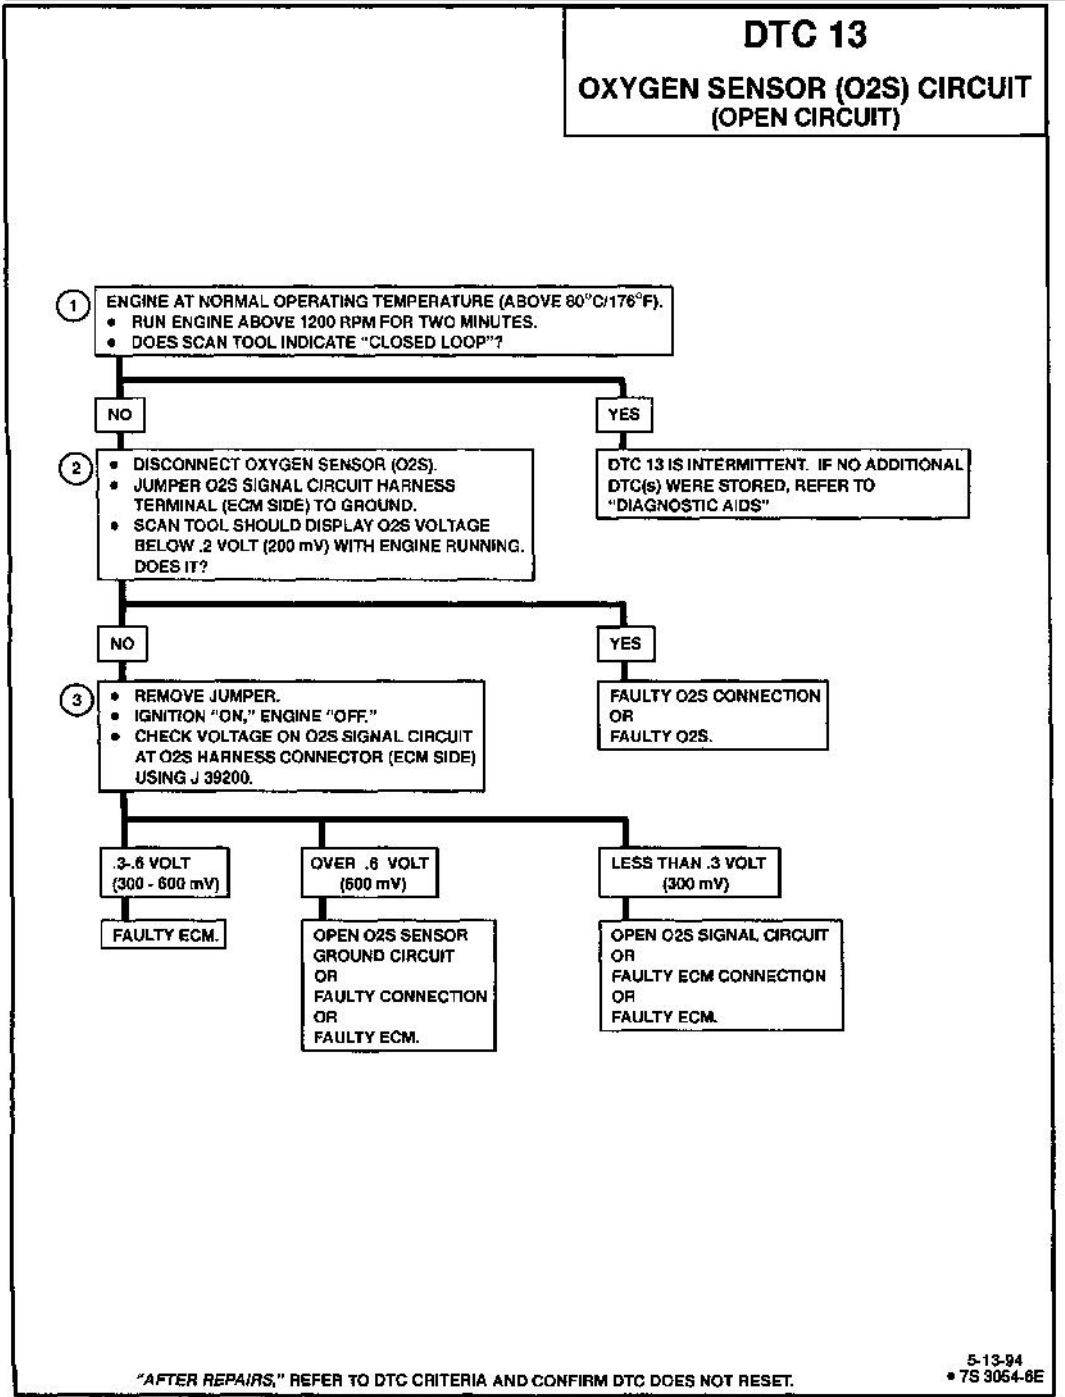 DTC 13
OXYGEN SENSOR (O2S) CIRCUIT
(OPEN CIRCUIT)
1
ENGINE AT NORMAL OPERATING TEMPERATURE (ABOVE 80°C/176°F).
• RUN ENGINE ABOVE 1200 RPM FOR TWO MINUTES.
• DOES SCAN TOOL INDICATE "CLOSED LOOP"?
NO
YES
2
• DISCONNECT OXYGEN SENSOR (O2S).
• JUMPER O2S SIGNAL CIRCUIT HARNESS
TERMINAL (ECM SIDE) TO GROUND.
• SCAN TOOL SHOULD DISPLAY O2S VOLTAGE
BELOW .2 VOLT (200 mV) WITH ENGINE RUNNING.
DOES IT?
DTC 13 IS INTERMITTENT. IF NO ADDITIONAL
DTC(s) WERE STORED, REFER TO
"DIAGNOSTIC AIDS"
NO
YES
3
• REMOVE JUMPER.
• IGNITION "ON," ENGINE "OFF."
• CHECK VOLTAGE ON O2S SIGNAL CIRCUIT
AT O2S HARNESS CONNECTOR (ECM SIDE)
USING J 39200.
FAULTY O2S CONNECTION
OR
FAULTY O2S.
.3-.6 VOLT
(300 - 600 mV)
OVER .6 VOLT
(600 mV)
LESS THAN .3 VOLT
(300 mV)
FAULTY ECM.
OPEN O2S SENSOR
GROUND CIRCUIT
OR
FAULTY CONNECTION
OR
FAULTY ECM.
OPEN O2S SIGNAL CIRCUIT
OR
FAULTY ECM CONNECTION
OR
FAULTY ECM.
"AFTER REPAIRS," REFER TO DTC CRITERIA AND CONFIRM DTC DOES NOT RESET.
5-13-94
• 7S 3054-6E